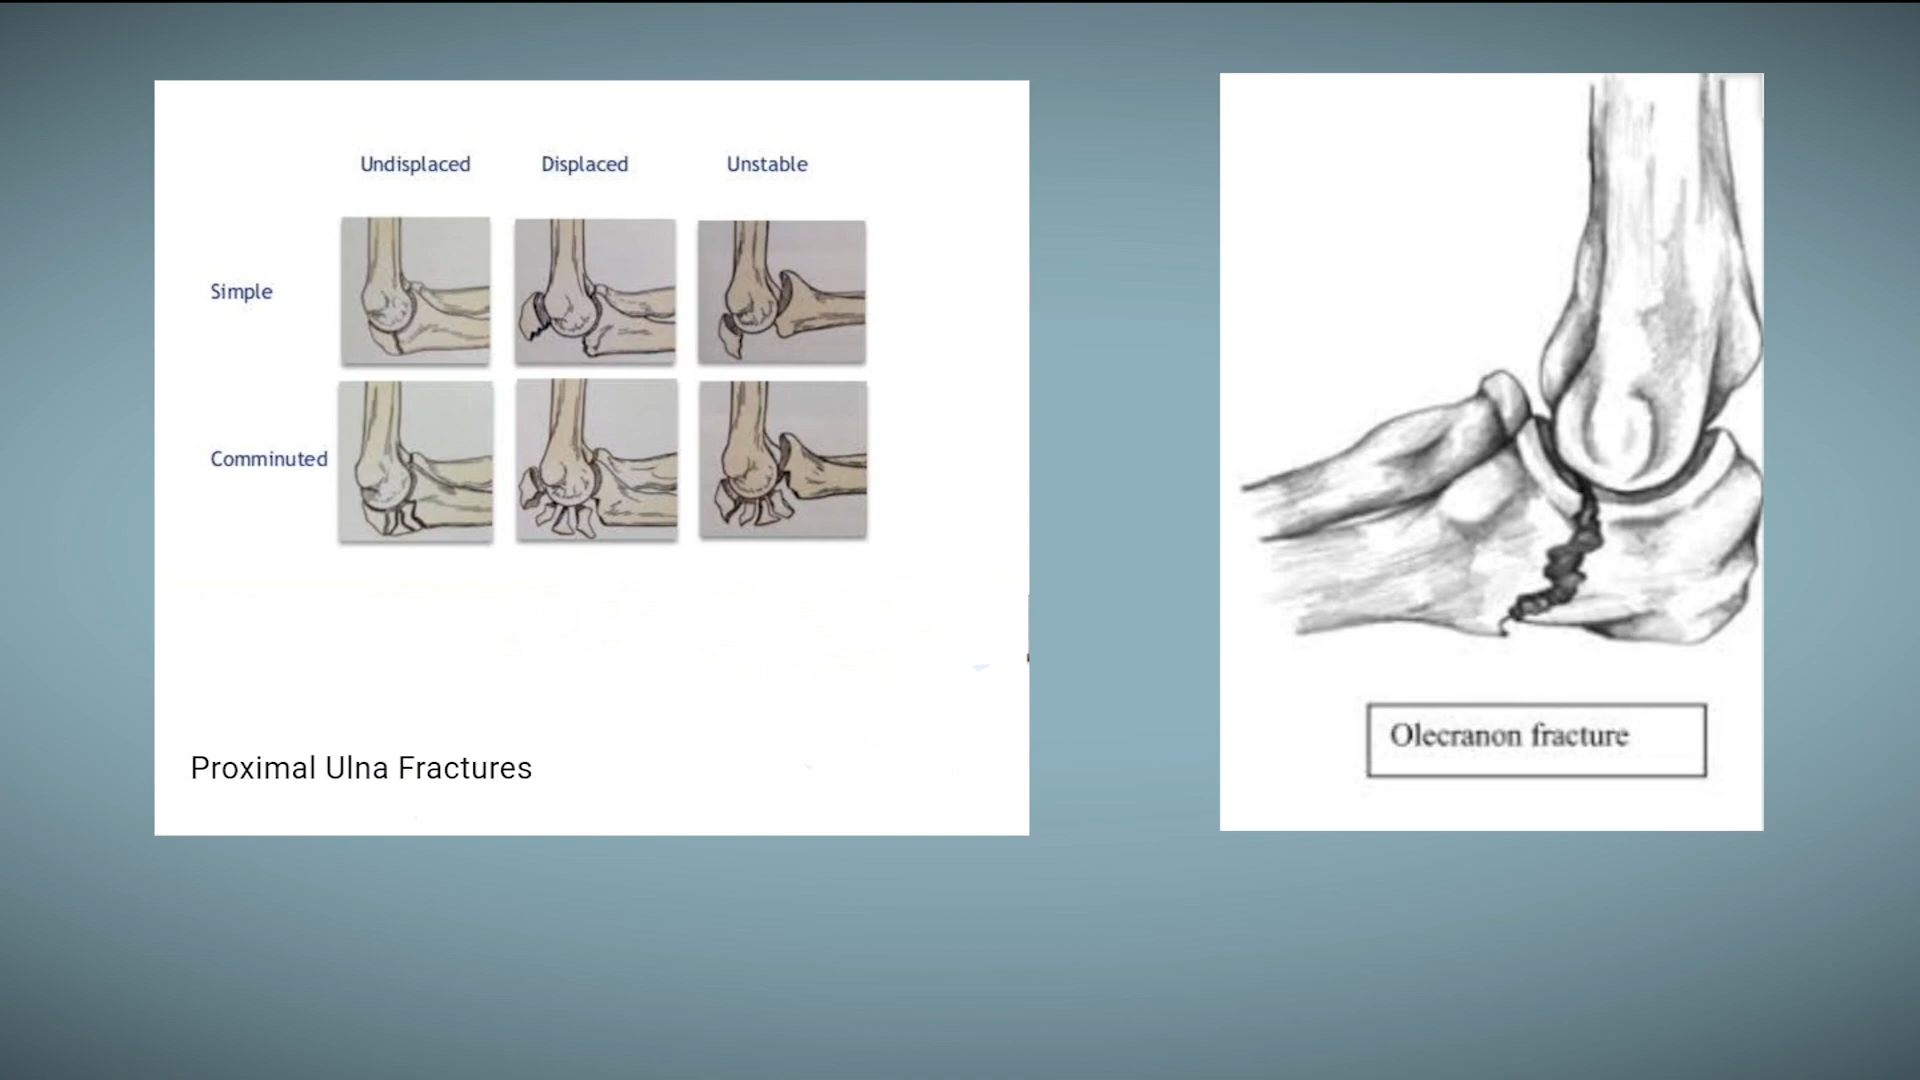 Undisplaced Displaced Unstable
Simple
Comminuted
Proximal Ulna Fractures
Olecranon fracture